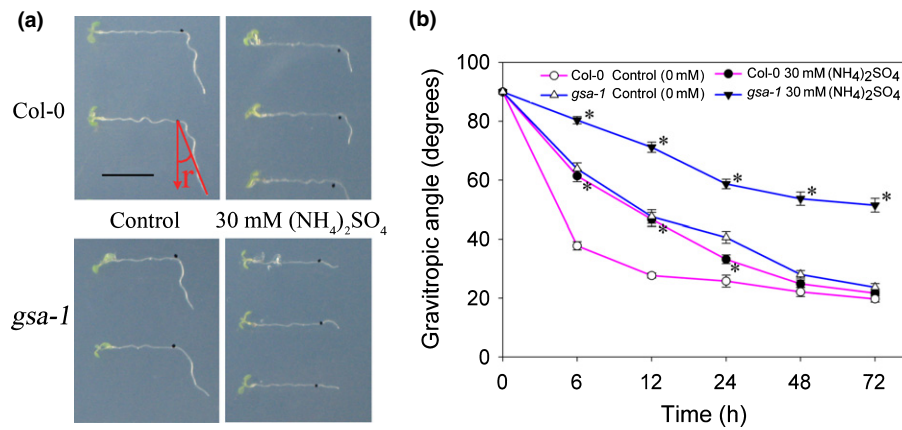 (a)
Col-0
r
Control
30 mM (NH4)2SO4
gsa-1
(b)
Gravitropic angle (degrees)
100
80
60
40
20
0
Col-0 Control (0 mM)
Col-0 30 mM (NH4)2SO4
gsa-1 Control (0 mM)
gsa-1 30 mM (NH4)2SO4
*
*
*
*
*
*
*
*
0 6 12 24 48 72
Time (h)